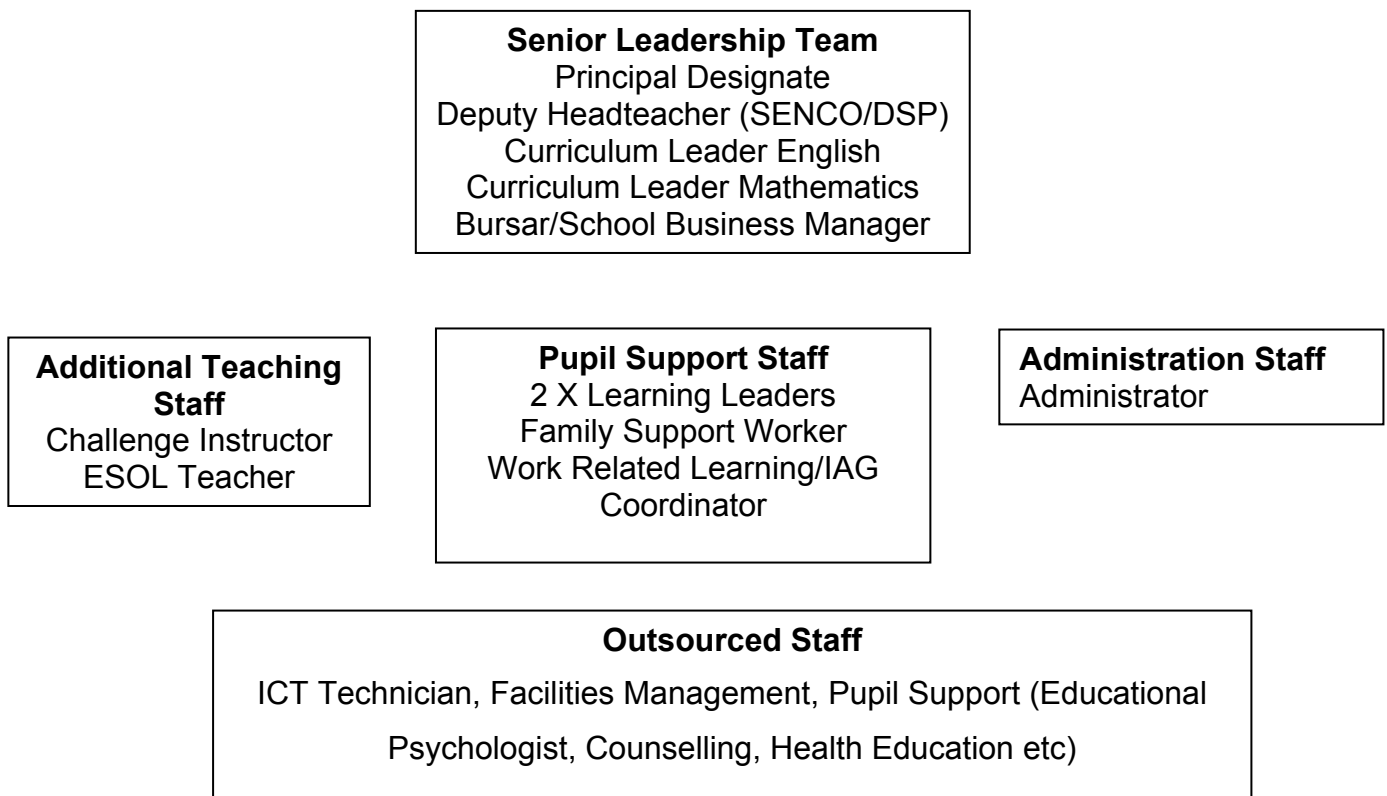 Senior Leadership Team
Principal Designate
Deputy Headteacher (SENCO/DSP)
Curriculum Leader English
Curriculum Leader Mathematics
Bursar/School Business Manager
Additional Teaching
Staff
Challenge Instructor
ESOL Teacher
Pupil Support Staff
2 X Learning Leaders
Family Support Worker
Work Related Learning/IAG
Coordinator
Administration Staff
Administrator
Outsourced Staff
ICT Technician, Facilities Management, Pupil Support (Educational
Psychologist, Counselling, Health Education etc)